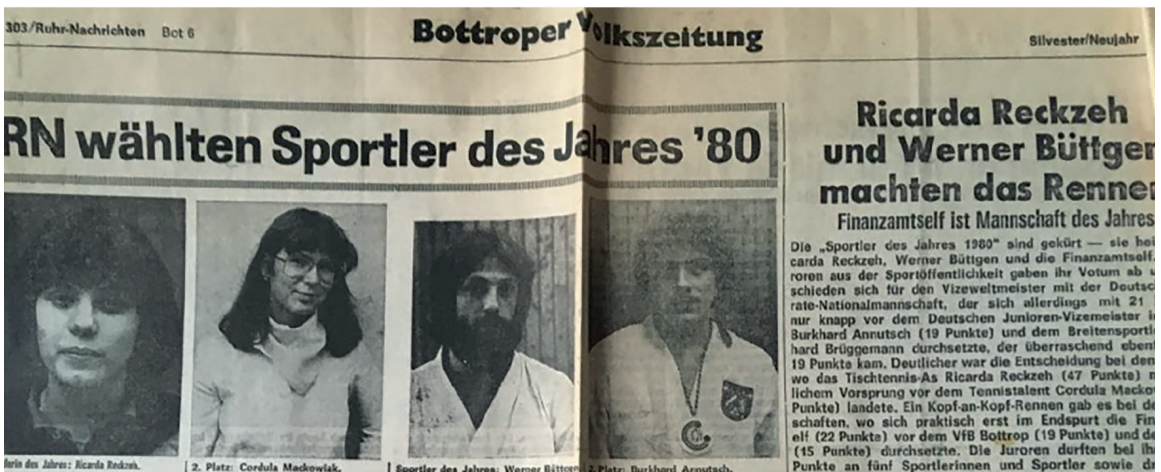 303/Ruhr-Nachrichten Bot 6
Bottroper Volkszeitung
Silvester/Neujahr
RN wählten Sportler des Jahres '80
Ricarda Reckzeh
und Werner Büttgen
machten das Rennen
Finanzamtself ist Mannschaft des Jahres
Die „Sportler des Jahres 1980" sind gekürt — sie hei
carda Reckzeh, Werner Büttgen und die Finanzamtself.
roren aus der Sportöffentlichkeit gaben ihr Votum ab u
schieden sich für den Vizeweltmeister mit der Deutsc
rate-Nationalmannschaft, der sich allerdings mit 21
nur knapp vor dem Deutschen Junioren-Vizemeister i
Burkhard Annutsch (19 Punkte) und dem Breitensportl
hard Brüggemann durchsetzte, der überraschend eben
19 Punkte kam. Deutlicher war die Entscheidung bei den
wo das Tischtennis-As Ricarda Reckzeh (47 Punkte) m
lichem Vorsprung vor dem Tennistalent Cordula Mackow
Punkte) landete. Ein Kopf-an-Kopf-Rennen gab es bei de
schaften, wo sich praktisch erst im Endspurt die Fin
elf (22 Punkte) vor dem VfB Bottrop (19 Punkte) und de
(15 Punkte) durchsetzte. Die Juroren durften bei ih
Punkte an fünf Sportlerinnen und Sportler sowie d
lerin des Jahres: Ricarda Reckzeh.
2. Platz: Cordula Mackowiak.
Sportler des Jahres: Werner Büttgen
2. Platz: Burkhard Annutsch.